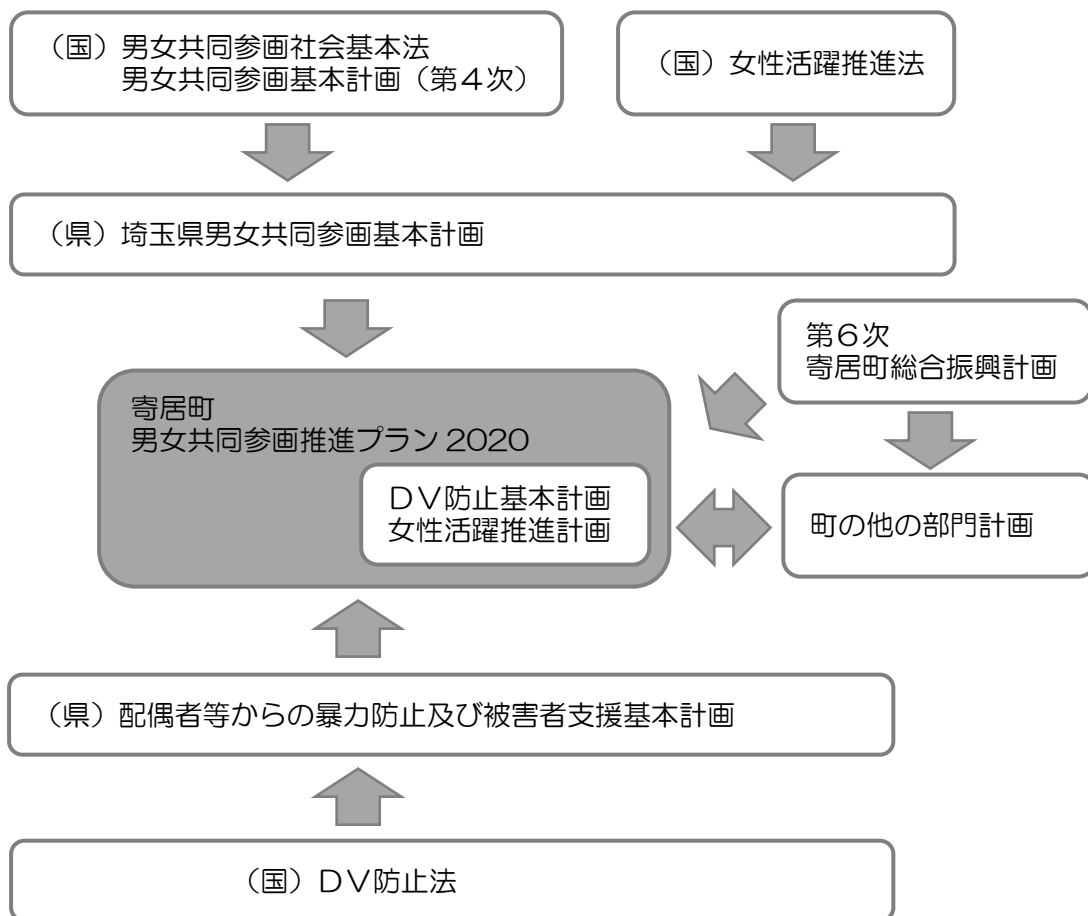 （国）男女共同参画社会基本法
男女共同参画基本計画（第４次）
（国）女性活躍推進法
（県）埼玉県男女共同参画基本計画
第６次
寄居町総合振興計画
寄居町
男女共同参画推進プラン 2020
ＤＶ防止基本計画
女性活躍推進計画
町の他の部門計画
（県）配偶者等からの暴力防止及び被害者支援基本計画
（国）ＤＶ防止法